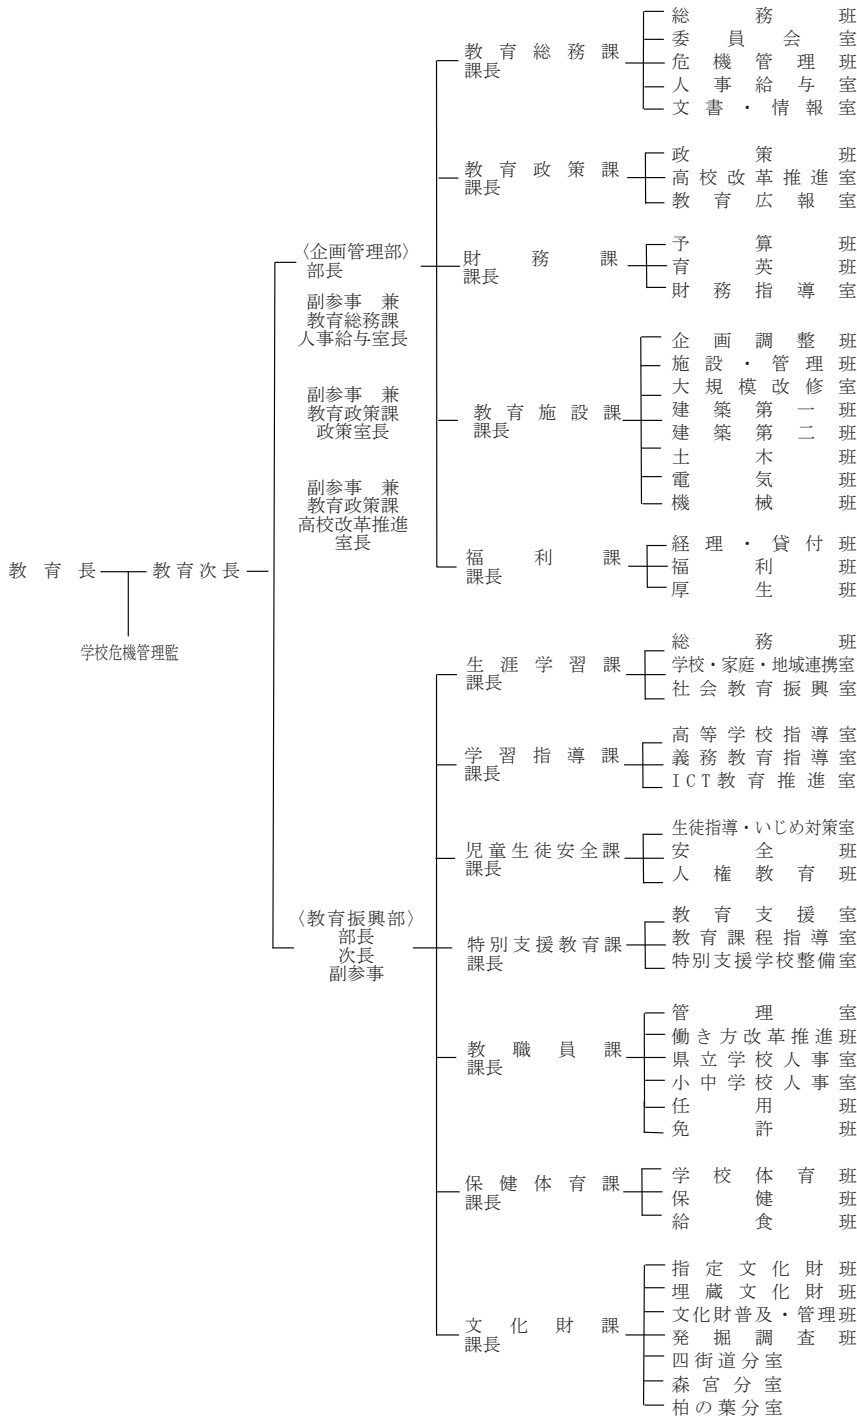 教育長
教育次長
学校危機管理監
〈企画管理部〉
部長
副参事 兼
教育総務課
人事給与室長
副参事 兼
教育政策課
政策室長
副参事 兼
教育政策課
高校改革推進
室長
教育総務課
課長
総務班
委員会室
危機管理班
人事給与室
文書・情報室
教育政策課
課長
政策班
高校改革推進室
教育広報室
財務課
課長
予算班
育英班
財務指導室
教育施設課
課長
企画調整班
施設・管理班
大規模改修室
建築第一班
建築第二班
土木班
電気班
機械班
福利課
課長
経理・貸付班
福利班
厚生班
〈教育振興部〉
部長
次長
副参事
生涯学習課
課長
総務班
学校・家庭・地域連携室
社会教育振興室
学習指導課
課長
高等学校指導室
義務教育指導室
ICT教育推進室
児童生徒安全課
課長
生徒指導・いじめ対策室
安全班
人権教育班
特別支援教育課
課長
教育支援室
教育課程指導室
特別支援学校整備室
教職員課
課長
管理室
働き方改革推進班
県立学校人事室
小中学校人事室
任用班
免許班
保健体育課
課長
学校体育班
保健班
給食班
文化財課
課長
指定文化財班
埋蔵文化財班
文化財普及・管理班
発掘調査班
四街道分室
森宮分室
柏の葉分室